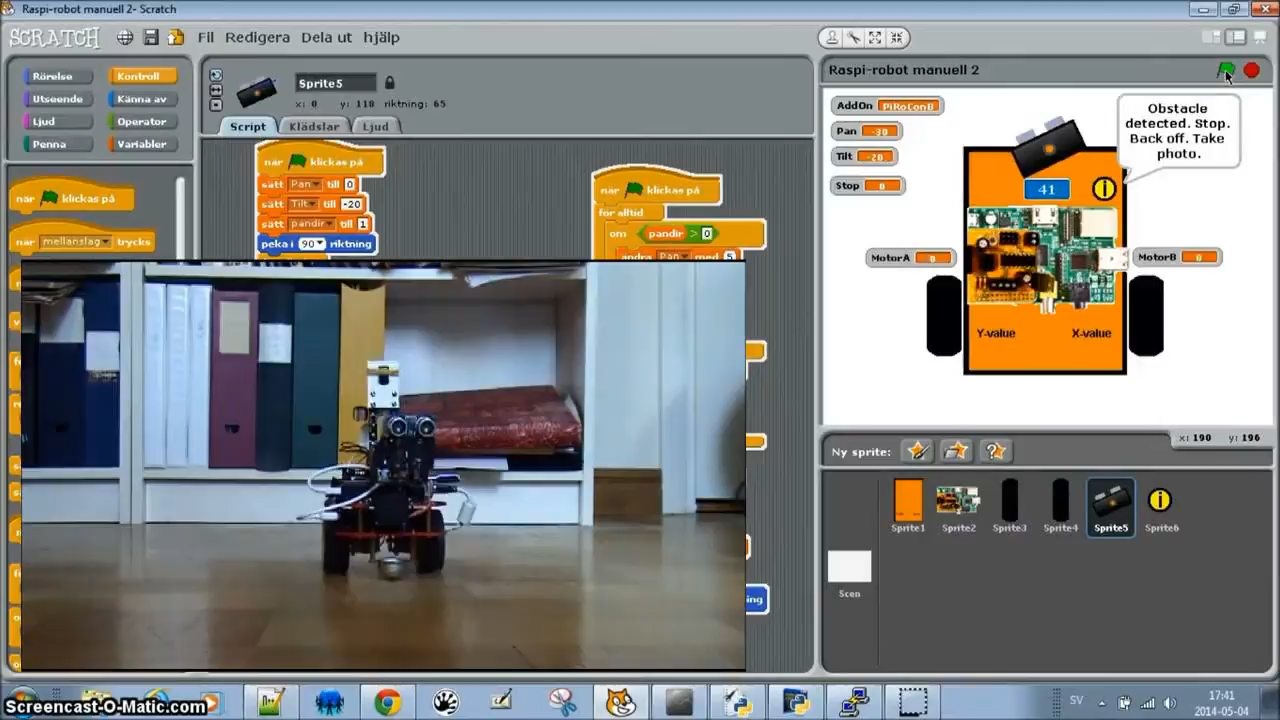 Raspi-robot manuell 2- Scratch
SCRATCH
Fil Redigera Dela ut hjälp
Rörelse Kontroll
Utseende Känna av
Ljud Operator
Penna Variabler
när klickas på
när mellanslag trycks
Sprite5
x: 0 y: 118 riktning: 65
Script Klädslar Ljud
när klickas på
sätt Pan till 0
sätt Tilt till -20
sätt pandir till 1
peka i 90 riktning
när klickas på
för alltid
om pandir > 0
ändra Pan med 5
ing
Raspi-robot manuell 2
AddOn PiRoConB
Pan -30
Tilt -20
Stop 0
Obstacle
detected. Stop.
Back off. Take
photo.
41
MotorA 0
MotorB 0
Y-value X-value
x: 190 y: 196
Ny sprite:
Sprite1 Sprite2 Sprite3 Sprite4 Sprite5 Sprite6
Scen
Screencast-O-Matic.com
SV
17:41
2014-05-04